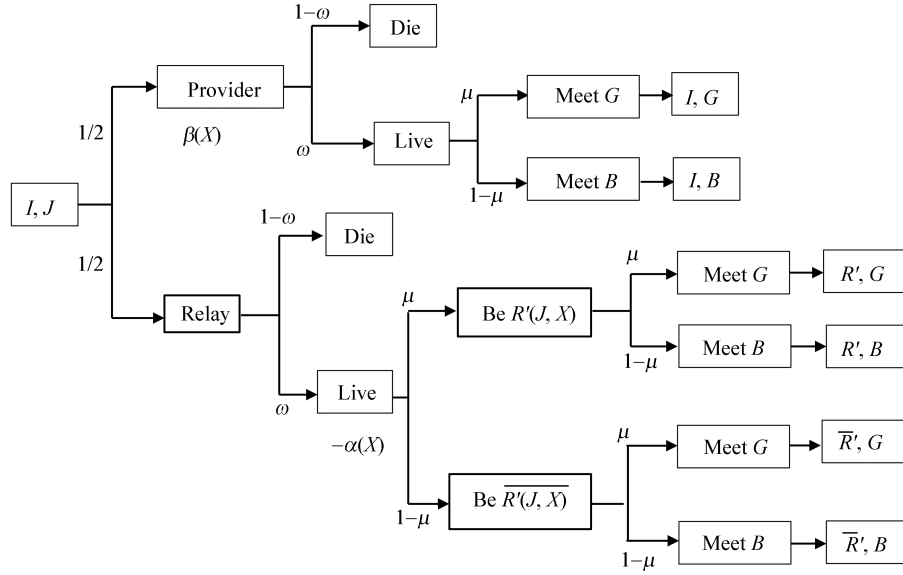 1−ω
Die
Provider
μ
Meet G
I, G
1/2
β(X)
ω
Live
1−μ
Meet B
I, B
I, J
1−ω
Die
1/2
μ
Meet G
R′, G
μ
Relay
Be R′(J, X)
1−μ
Meet B
R′, B
ω
Live
−α(X)
μ
Meet G
R̅′, G
1−μ
Be \overline{R′(J, X)}
1−μ
Meet B
R̅′, B